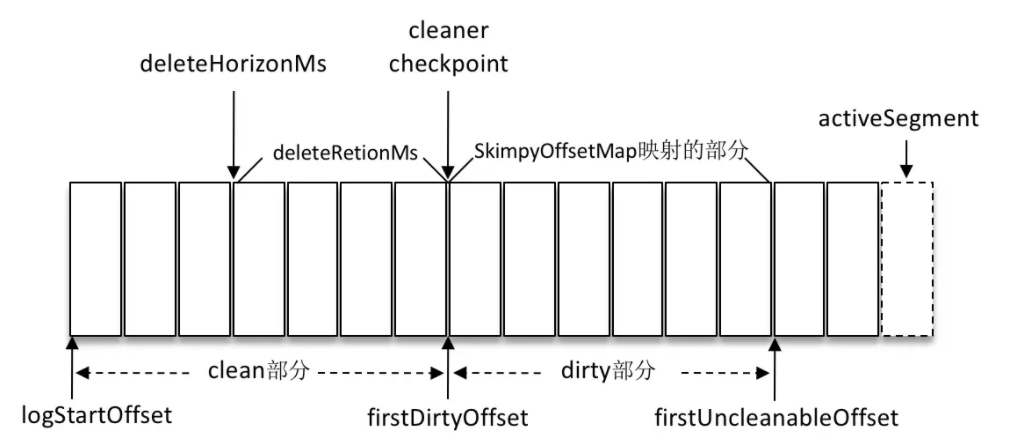 cleaner
checkpoint
deleteHorizonMs
activeSegment
deleteRetionMs
SkimpyOffsetMap映射的部分
clean部分
dirty部分
logStartOffset
firstDirtyOffset
firstUncleanableOffset